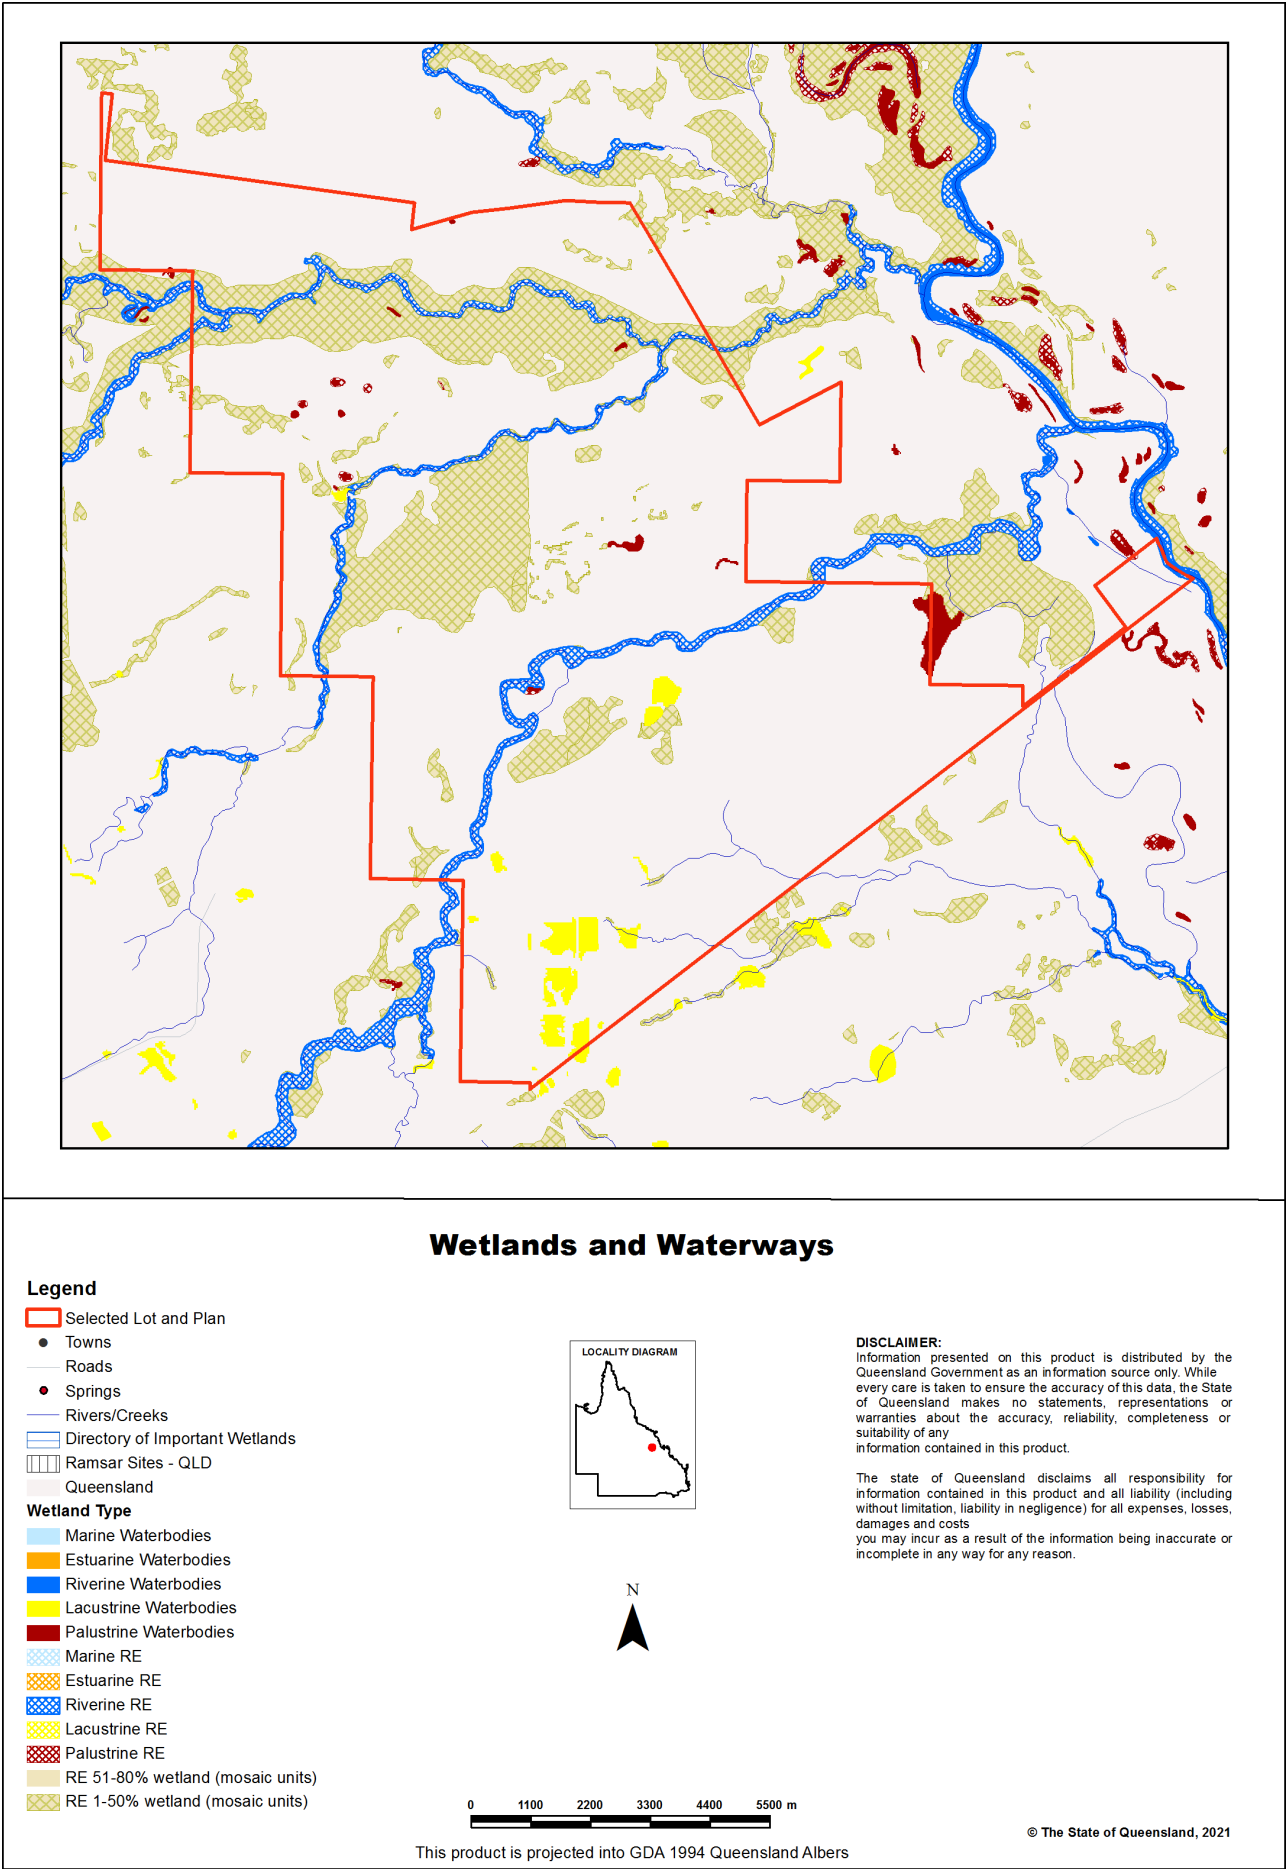 Wetlands and Waterways
Legend
Selected Lot and Plan
Towns
Roads
Springs
Rivers/Creeks
Directory of Important Wetlands
Ramsar Sites - QLD
Queensland
Wetland Type
Marine Waterbodies
Estuarine Waterbodies
Riverine Waterbodies
Lacustrine Waterbodies
Palustrine Waterbodies
Marine RE
Estuarine RE
Riverine RE
Lacustrine RE
Palustrine RE
RE 51-80% wetland (mosaic units)
RE 1-50% wetland (mosaic units)
LOCALITY DIAGRAM
N
0 1100 2200 3300 4400 5500 m
This product is projected into GDA 1994 Queensland Albers
DISCLAIMER:
Information presented on this product is distributed by the
Queensland Government as an information source only. While
every care is taken to ensure the accuracy of this data, the State
of Queensland makes no statements, representations or
warranties about the accuracy, reliability, completeness or
suitability of any
information contained in this product.
The state of Queensland disclaims all responsibility for
information contained in this product and all liability (including
without limitation, liability in negligence) for all expenses, losses,
damages and costs
you may incur as a result of the information being inaccurate or
incomplete in any way for any reason.
© The State of Queensland, 2021